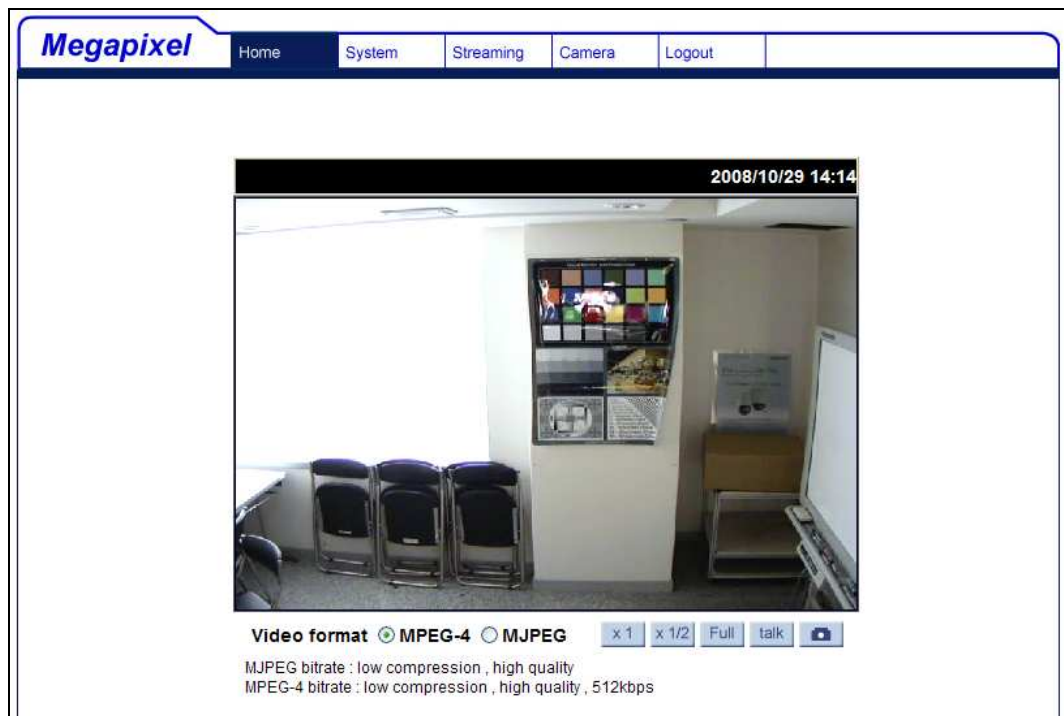 Megapixel
Home System Streaming Camera Logout
2008/10/29 14:14
Video format MPEG-4 MJPEG x 1 x 1/2 Full talk
MJPEG bitrate : low compression , high quality
MPEG-4 bitrate : low compression , high quality , 512kbps